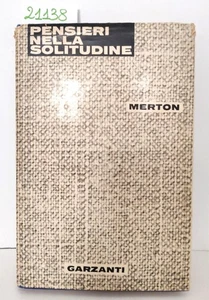 21138
PENSIERI
NELLA
SOLITUDINE
MERTON
GARZANTI